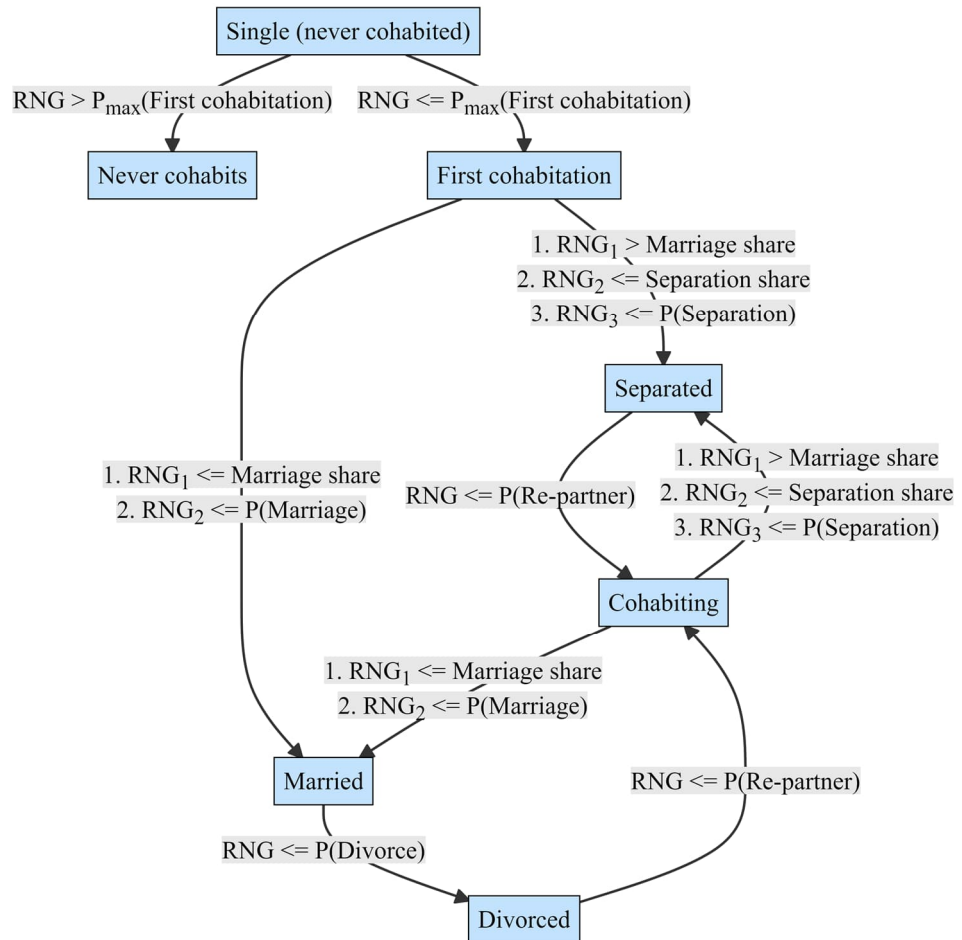 Single (never cohabited)
RNG > Pmax(First cohabitation)
RNG <= Pmax(First cohabitation)
Never cohabits
First cohabitation
1. RNG1 > Marriage share
2. RNG2 <= Separation share
3. RNG3 <= P(Separation)
Separated
1. RNG1 <= Marriage share
2. RNG2 <= P(Marriage)
RNG <= P(Re-partner)
1. RNG1 > Marriage share
2. RNG2 <= Separation share
3. RNG3 <= P(Separation)
Cohabiting
1. RNG1 <= Marriage share
2. RNG2 <= P(Marriage)
Married
RNG <= P(Re-partner)
RNG <= P(Divorce)
Divorced